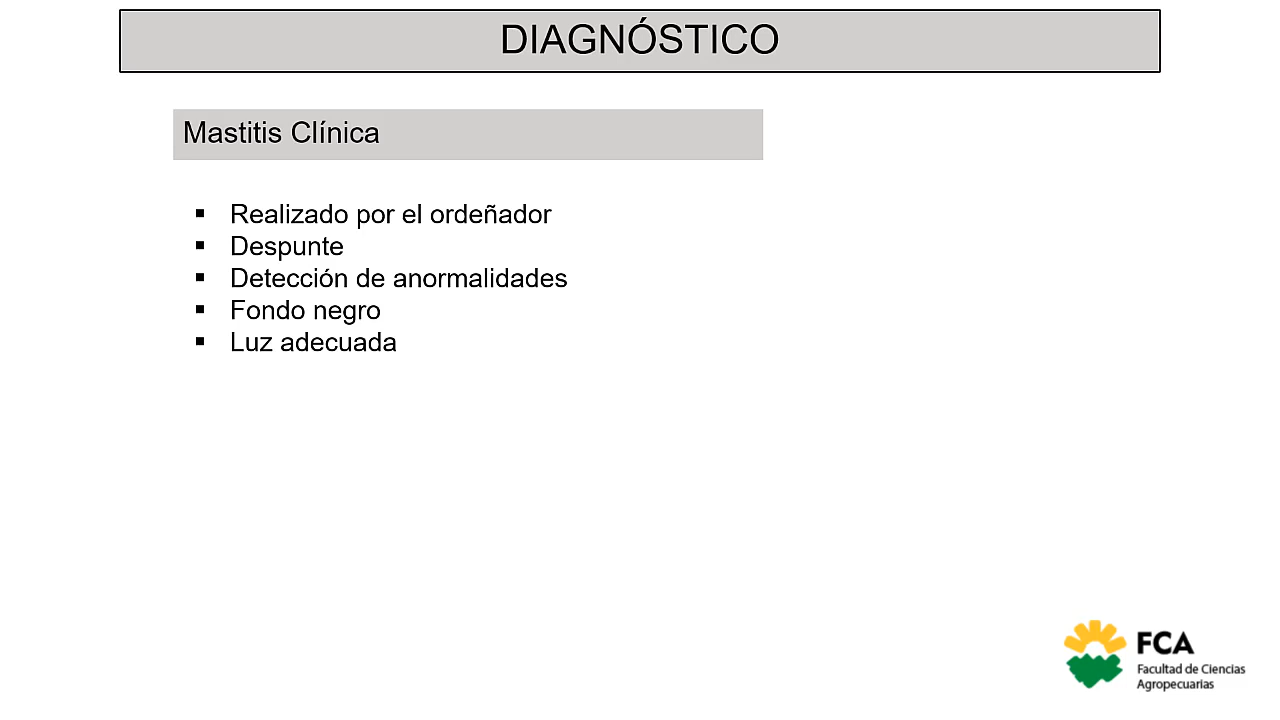 DIAGNÓSTICO
Mastitis Clínica
▪ Realizado por el ordeñador
▪ Despunte
▪ Detección de anormalidades
▪ Fondo negro
▪ Luz adecuada
FCA
Facultad de Ciencias
Agropecuarias